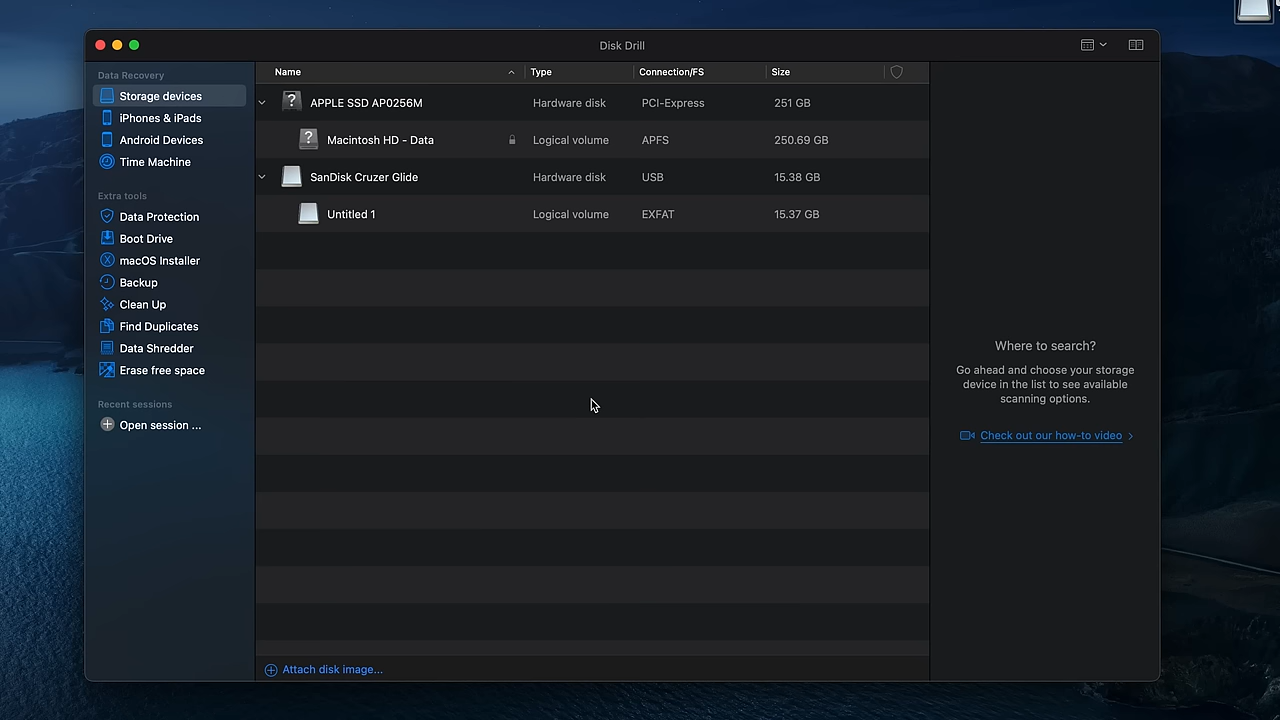 Disk Drill
Data Recovery
Storage devices
iPhones & iPads
Android Devices
Time Machine
Extra tools
Data Protection
Boot Drive
macOS Installer
Backup
Clean Up
Find Duplicates
Data Shredder
Erase free space
Recent sessions
Open session ...
Name Type Connection/FS Size
APPLE SSD AP0256M Hardware disk PCI-Express 251 GB
Macintosh HD - Data Logical volume APFS 250.69 GB
SanDisk Cruzer Glide Hardware disk USB 15.38 GB
Untitled 1 Logical volume EXFAT 15.37 GB
Attach disk image...
Where to search?
Go ahead and choose your storage
device in the list to see available
scanning options.
Check out our how-to video